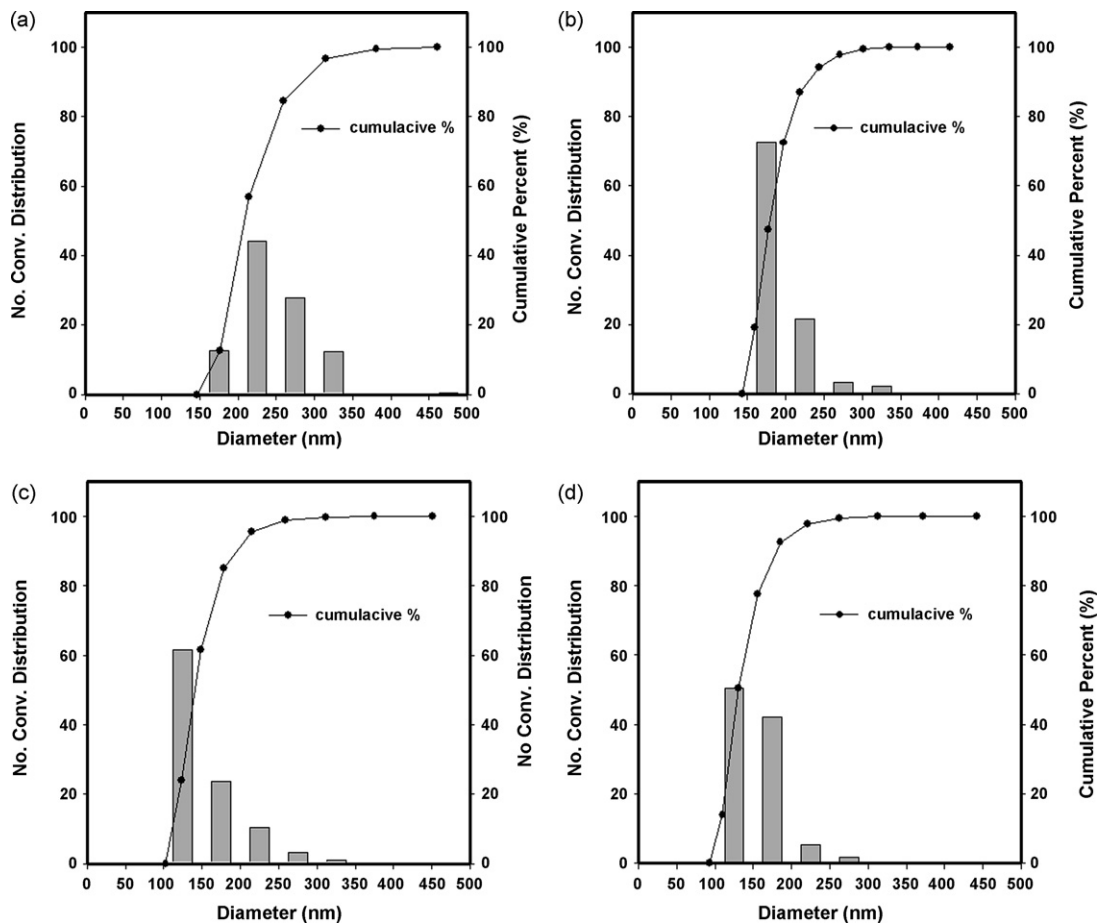 (a)
No. Conv. Distribution
100
80
60
40
20
0
cumulacive %
100
80
60
40
20
0
Cumulative Percent (%)
0 50 100 150 200 250 300 350 400 450 500
Diameter (nm)
(b)
No. Conv. Distribution
100
80
60
40
20
0
cumulacive %
100
80
60
40
20
0
Cumulative Percent (%)
0 50 100 150 200 250 300 350 400 450 500
Diameter (nm)
(c)
No. Conv. Distribution
100
80
60
40
20
0
cumulacive %
100
80
60
40
20
0
No Conv. Distribution
0 50 100 150 200 250 300 350 400 450 500
Diameter (nm)
(d)
No. Conv. Distribution
100
80
60
40
20
0
cumulacive %
100
80
60
40
20
0
Cumulative Percent (%)
0 50 100 150 200 250 300 350 400 450 500
Diameter (nm)